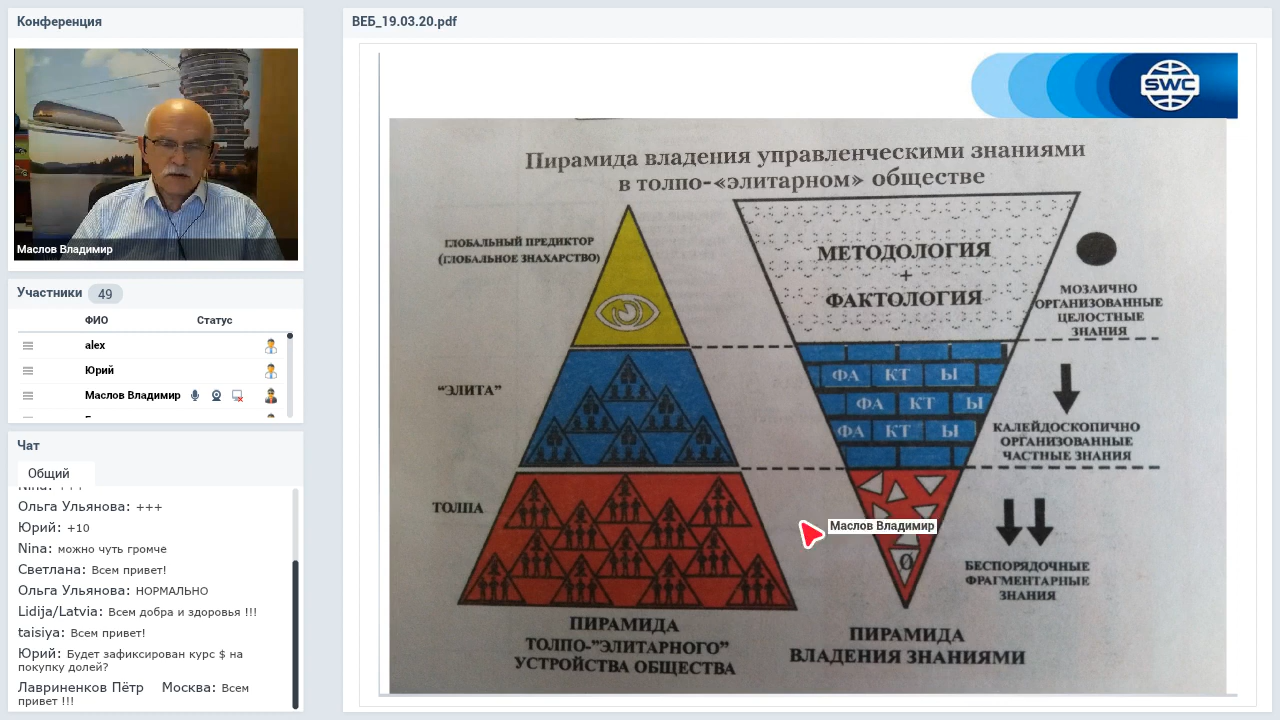 Конференция
Маслов Владимир
Участники 49
ФИО Статус
alex
Юрий
Маслов Владимир
Чат
Общий
Ольга Ульянова: +++
Юрий: +10
Nina: можно чуть громче
Светлана: Всем привет!
Ольга Ульянова: НОРМАЛЬНО
Lidija/Latvia: Всем добра и здоровья !!!
taisiya: Всем привет!
Юрий: Будет зафиксирован курс $ на
покупку долей?
Лавриненков Пётр Москва: Всем
привет !!!
ВЕБ_19.03.20.pdf
SWC
Пирамида владения управленческими знаниями
в толпо-«элитарном» обществе
ГЛОБАЛЬНЫЙ ПРЕДИКТОР
(ГЛОБАЛЬНОЕ ЗНАХАРСТВО)
“ЭЛИТА”
ТОЛПА
ПИРАМИДА
ТОЛПО-”ЭЛИТАРНОГО”
УСТРОЙСТВА ОБЩЕСТВА
МЕТОДОЛОГИЯ
+
ФАКТОЛОГИЯ
ФА КТ Ы
ФА КТ Ы
ФА КТ Ы
Ø
ПИРАМИДА
ВЛАДЕНИЯ ЗНАНИЯМИ
МОЗАИЧНО
ОРГАНИЗОВАННЫЕ
ЦЕЛОСТНЫЕ
ЗНАНИЯ
КАЛЕЙДОСКОПИЧНО
ОРГАНИЗОВАННЫЕ
ЧАСТНЫЕ ЗНАНИЯ
Маслов Владимир
БЕСПОРЯДОЧНЫЕ
ФРАГМЕНТАРНЫЕ
ЗНАНИЯ